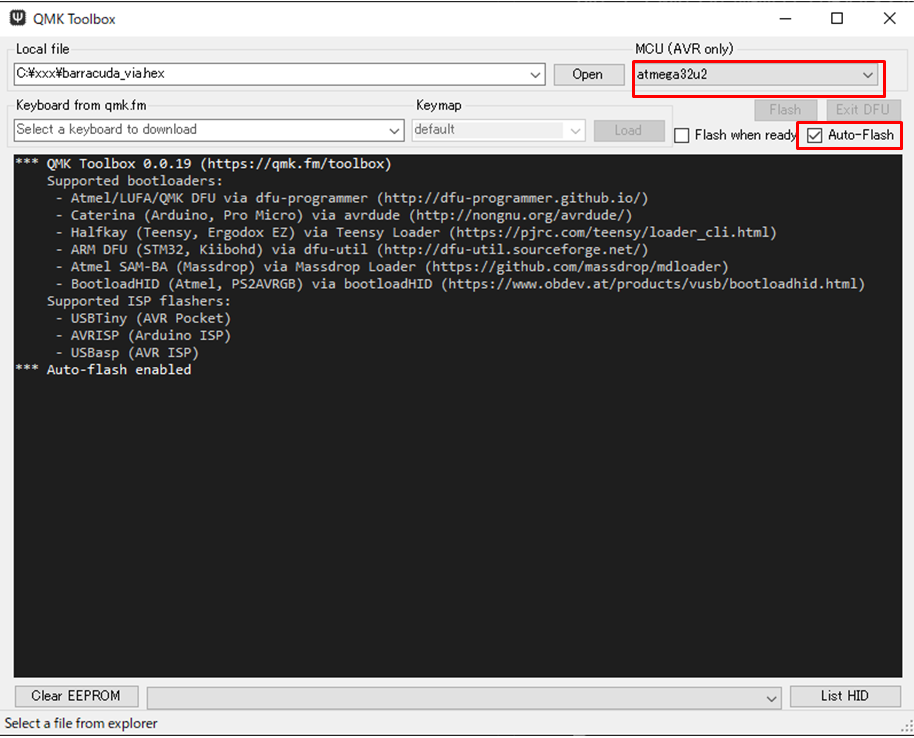 QMK Toolbox
Local file
MCU (AVR only)
C:¥xxx¥barracuda_via.hex
Open
atmega32u2
Keyboard from qmk.fm
Keymap
Flash
Exit DFU
Select a keyboard to download
default
Load
Flash when ready
Auto-Flash
*** QMK Toolbox 0.0.19 (https://qmk.fm/toolbox)
Supported bootloaders:
- Atmel/LUFA/QMK DFU via dfu-programmer (http://dfu-programmer.github.io/)
- Caterina (Arduino, Pro Micro) via avrdude (http://nongnu.org/avrdude/)
- Halfkay (Teensy, Ergodox EZ) via Teensy Loader (https://pjrc.com/teensy/loader_cli.html)
- ARM DFU (STM32, Kiibohd) via dfu-util (http://dfu-util.sourceforge.net/)
- Atmel SAM-BA (Massdrop) via Massdrop Loader (https://github.com/massdrop/mdloader)
- BootloadHID (Atmel, PS2AVRGB) via bootloadHID (https://www.obdev.at/products/vusb/bootloadhid.html)
Supported ISP flashers:
- USBTiny (AVR Pocket)
- AVRISP (Arduino ISP)
- USBasp (AVR ISP)
*** Auto-flash enabled
Clear EEPROM
List HID
Select a file from explorer